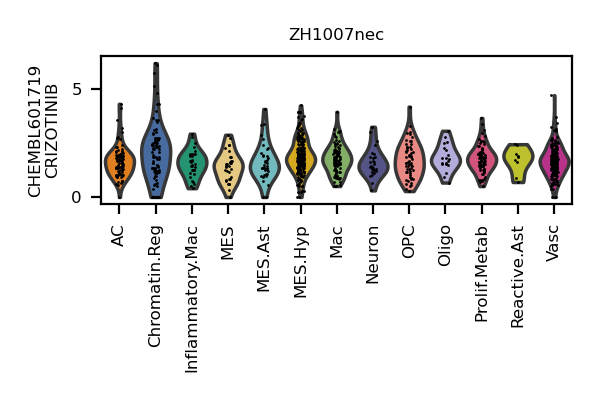 ZH1007nec
CHEMBL601719
CRIZOTINIB
5
0
AC
Chromatin.Reg
Inflammatory.Mac
MES
MES.Ast
MES.Hyp
Mac
Neuron
OPC
Oligo
Prolif.Metab
Reactive.Ast
Vasc